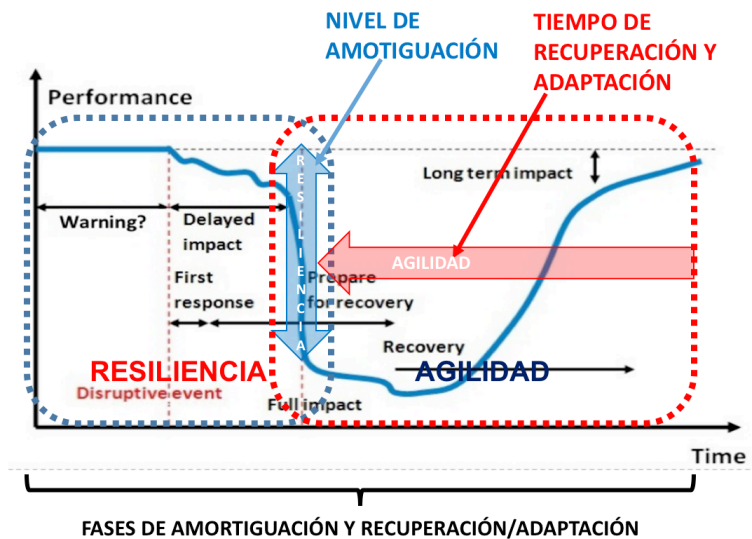 NIVEL DE
AMOTIGUACIÓN
TIEMPO DE
RECUPERACIÓN Y
ADAPTACIÓN
Performance
RESILIENCIA
Long term impact
Warning?
Delayed
impact
AGILIDAD
First
response
Prepare
for recovery
Recovery
RESILIENCIA
AGILIDAD
Disruptive event
Full impact
Time
FASES DE AMORTIGUACIÓN Y RECUPERACIÓN/ADAPTACIÓN